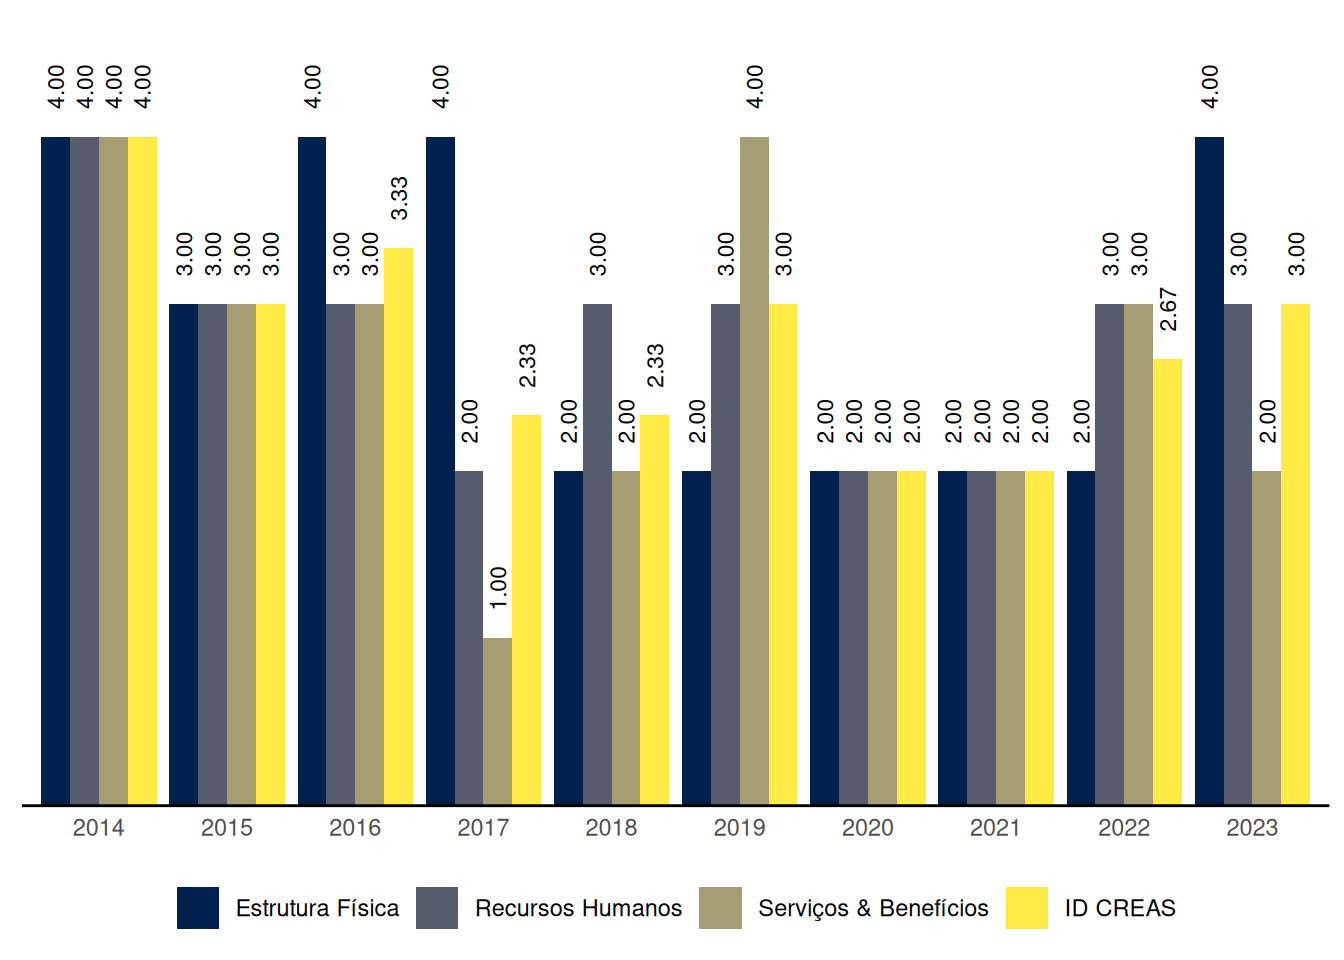 4.00 4.00 4.00 4.00 4.00 4.00 4.00 4.00
3.33
3.00 3.00 3.00 3.00 3.00 3.00 3.00 3.00 3.00 3.00 3.00 3.00 3.00
2.67
2.33 2.33
2.00 2.00 2.00 2.00 2.00 2.00 2.00 2.00 2.00 2.00 2.00 2.00 2.00 2.00
1.00
2014 2015 2016 2017 2018 2019 2020 2021 2022 2023
Estrutura Física Recursos Humanos Serviços & Benefícios ID CREAS